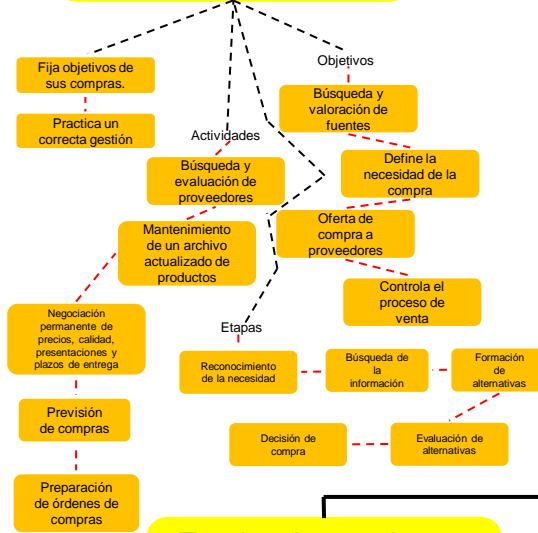 Fija objetivos de
sus compras.
Practica un
correcta gestión
Actividades
Búsqueda y
evaluación de
proveedores
Mantenimiento
de un archivo
actualizado de
productos
Negociación
permanente de
precios, calidad,
presentaciones y
plazos de entrega
Previsión
de compras
Preparación
de órdenes de
compras
Objetivos
Búsqueda y
valoración de
fuentes
Define la
necesidad de la
compra
Oferta de
compra a
proveedores
Controla el
proceso de
venta
Etapas
Reconocimiento
de la necesidad
Búsqueda de
la
información
Formación
de
alternativas
Evaluación de
alternativas
Decisión de
compra